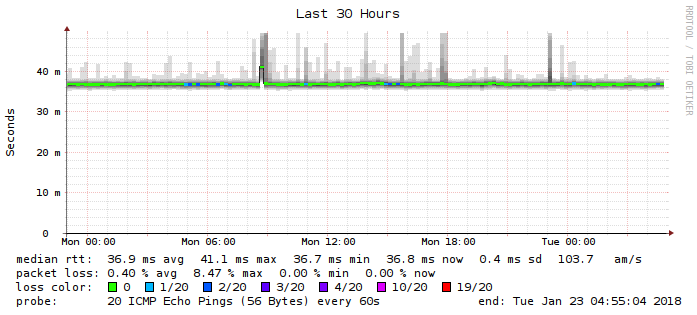 Last 30 Hours
RRDTOOL / TOBI OETIKER
Seconds
40 m
30 m
20 m
10 m
0
Mon 00:00 Mon 06:00 Mon 12:00 Mon 18:00 Tue 00:00
median rtt: 36.9 ms avg 41.1 ms max 36.7 ms min 36.8 ms now 0.4 ms sd 103.7 am/s
packet loss: 0.40 % avg 8.47 % max 0.00 % min 0.00 % now
loss color: 0 1/20 2/20 3/20 4/20 10/20 19/20
probe: 20 ICMP Echo Pings (56 Bytes) every 60s end: Tue Jan 23 04:55:04 2018